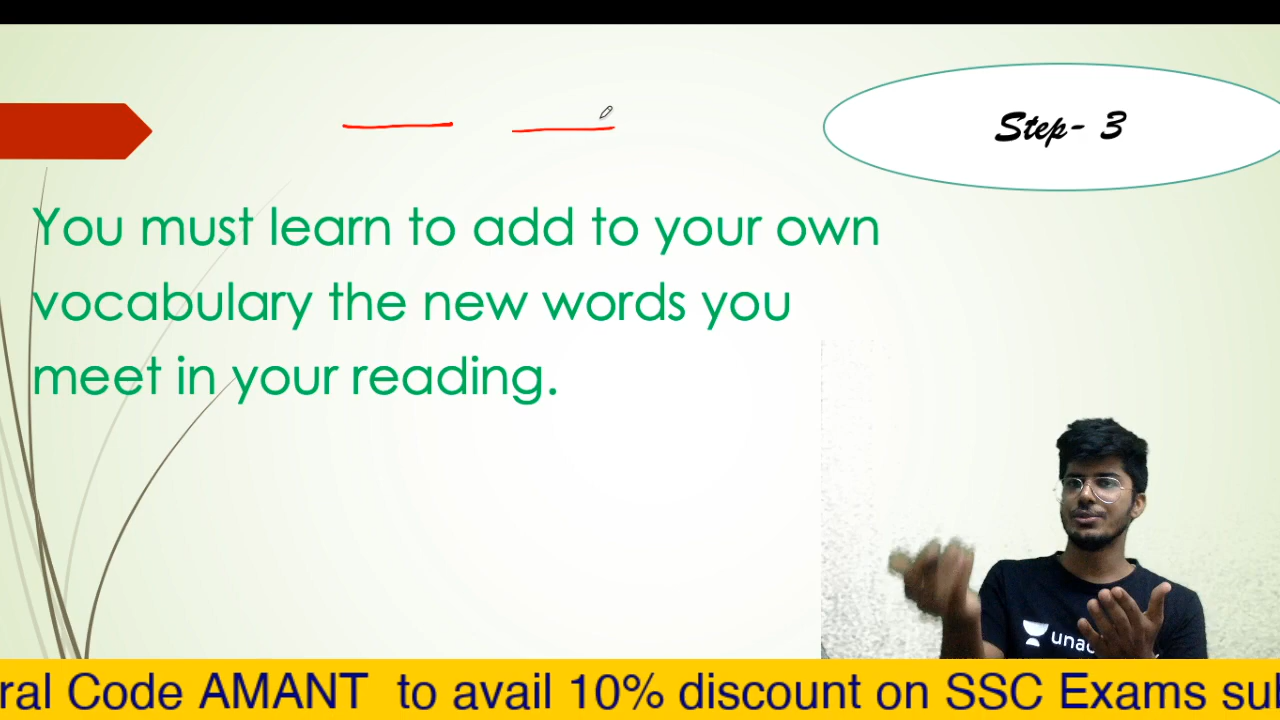 Step- 3
You must learn to add to your own
vocabulary the new words you
meet in your reading.
ral Code AMANT to avail 10% discount on SSC Exams